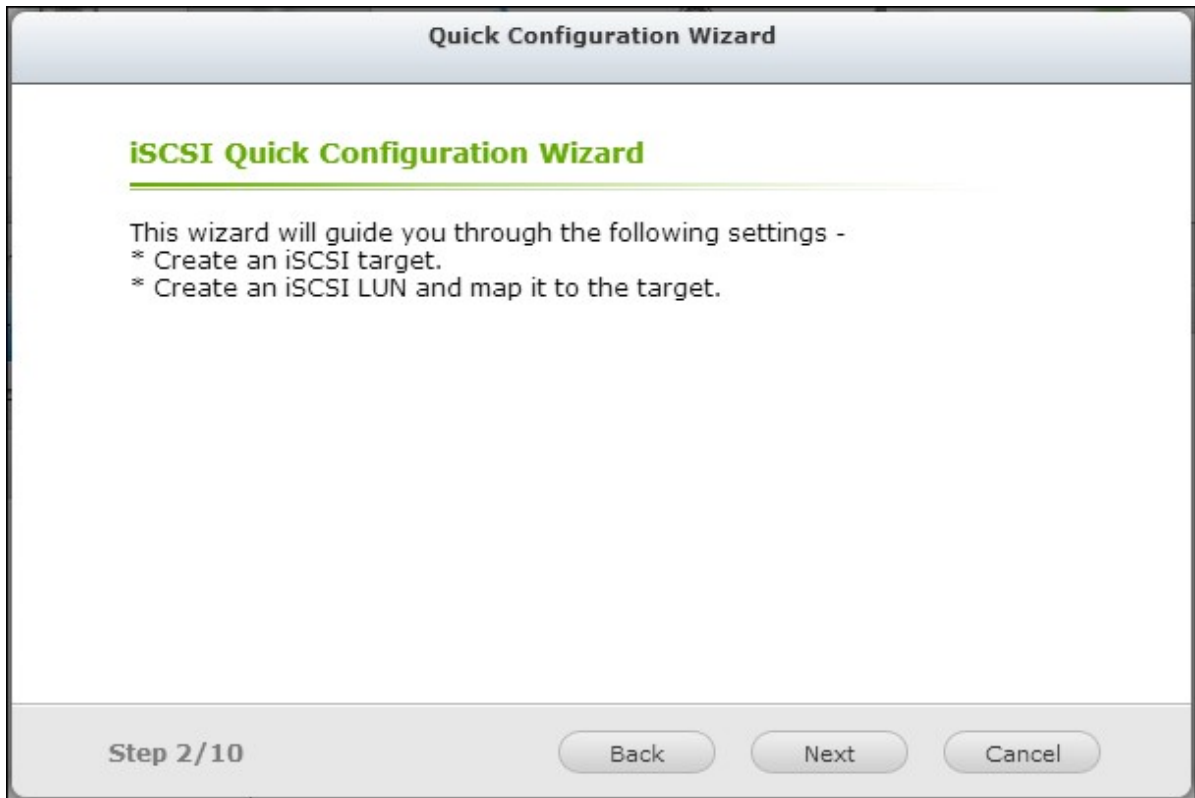 Quick Configuration Wizard
iSCSI Quick Configuration Wizard
This wizard will guide you through the following settings -
* Create an iSCSI target.
* Create an iSCSI LUN and map it to the target.
Step 2/10
Back
Next
Cancel